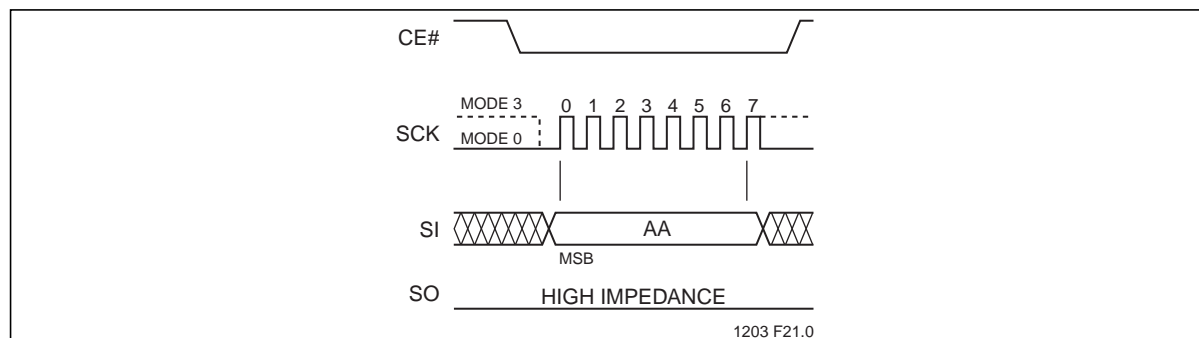 CE#
MODE 3 0 1 2 3 4 5 6 7
SCK
MODE 0
SI AA
MSB
SO HIGH IMPEDANCE
1203 F21.0